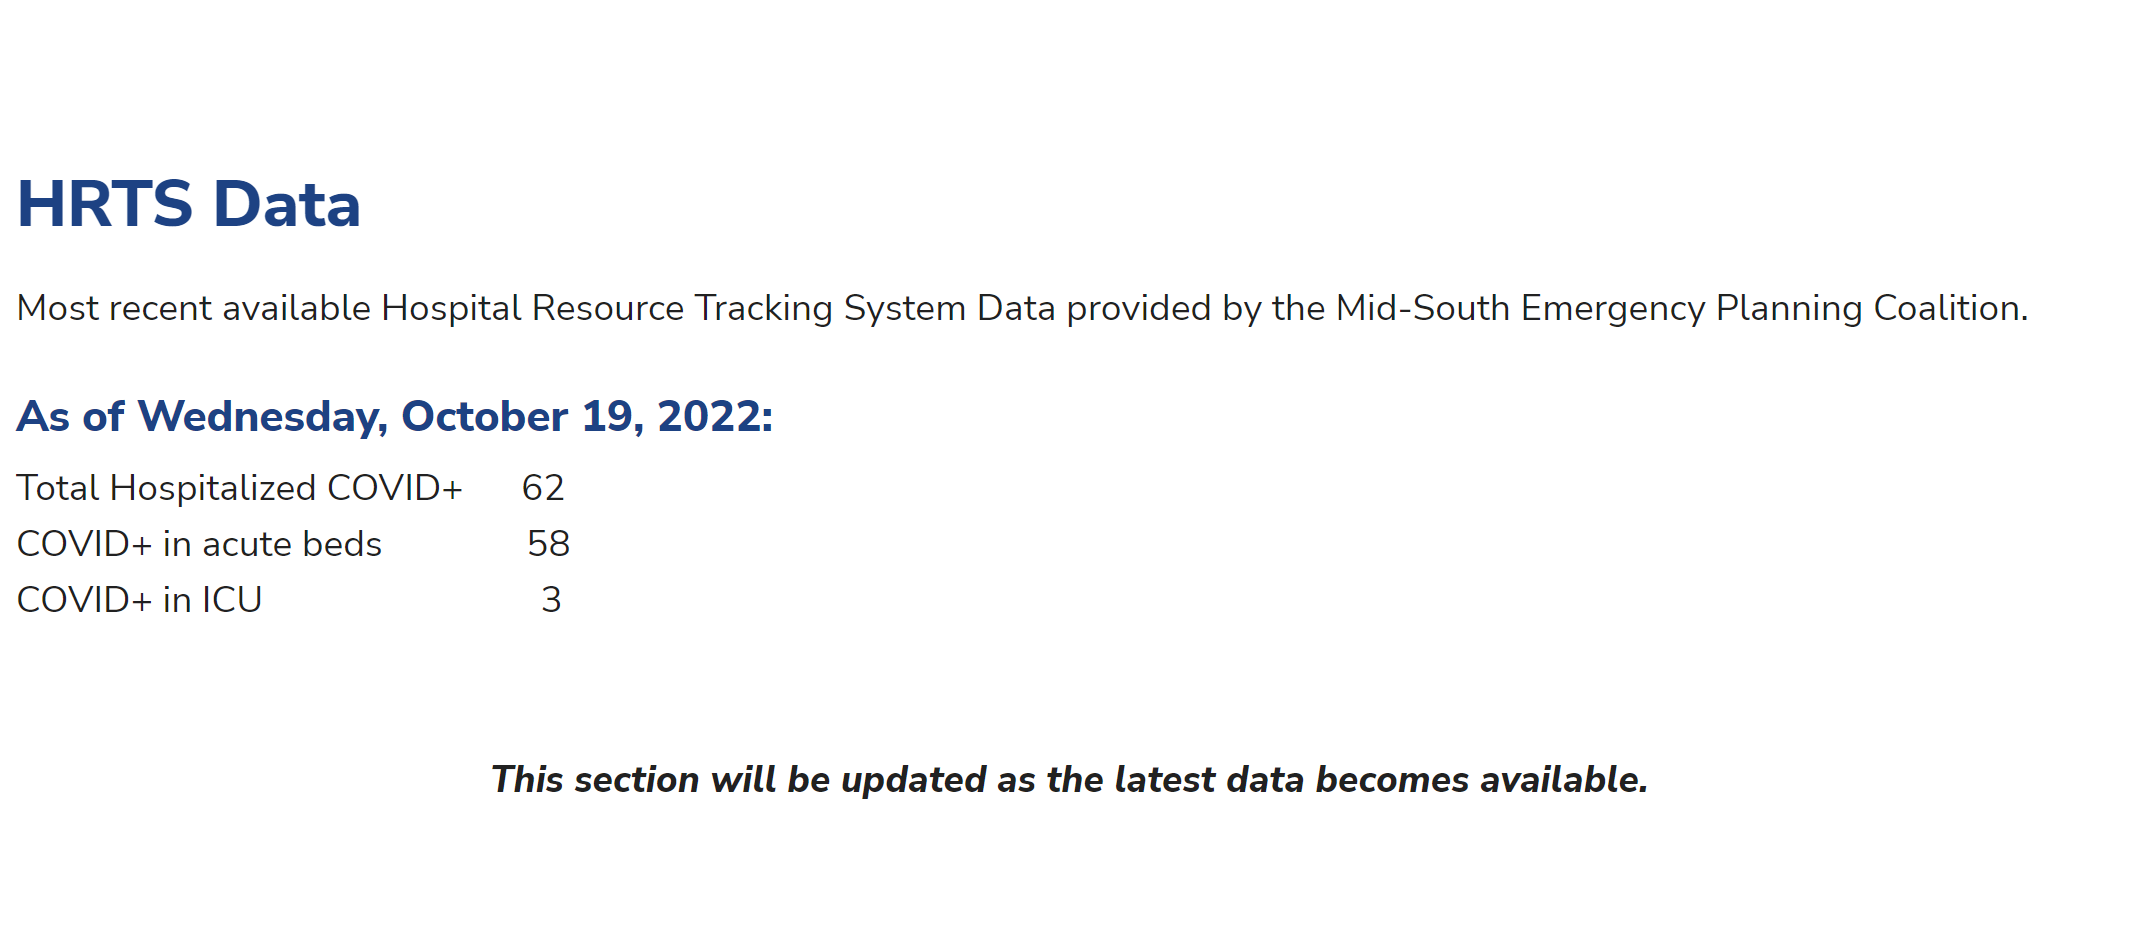 HRTS Data
Most recent available Hospital Resource Tracking System Data provided by the Mid-South Emergency Planning Coalition.
As of Wednesday, October 19, 2022:
Total Hospitalized COVID+ 62
COVID+ in acute beds 58
COVID+ in ICU 3
This section will be updated as the latest data becomes available.